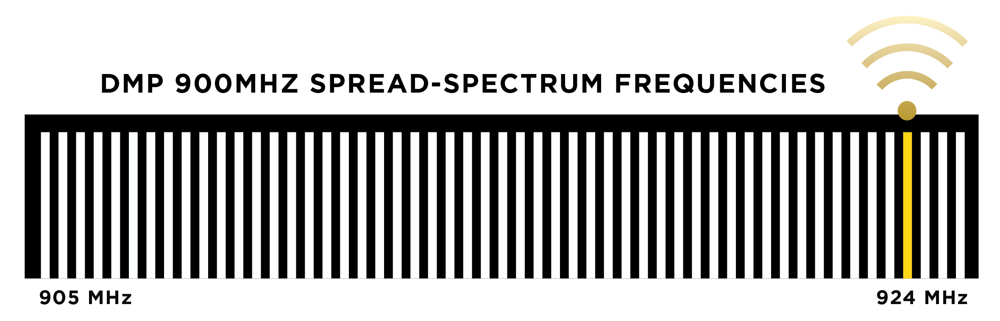 DMP 900MHZ SPREAD-SPECTRUM FREQUENCIES
905 MHz
924 MHz